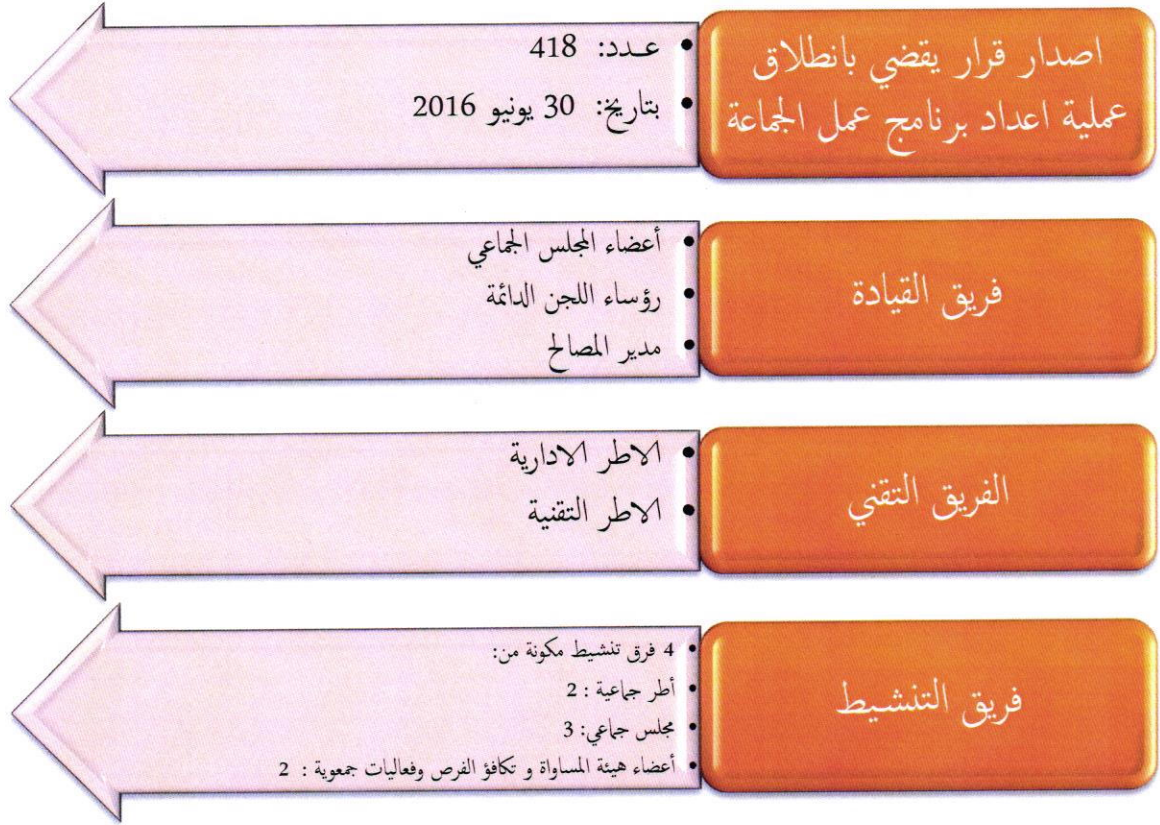 اصدار قرار يقضي بانطلاق
عملية اعداد برنامج عمل الجماعة
• عـدد: 418
• بتاريخ: 30 يونيو 2016
فريق القيادة
• أعضاء المجلس الجماعي
• رؤساء اللجن الدائمة
• مدير المصالح
الفريق التقني
• الاطر الادارية
• الاطر التقنية
فريق التنشيط
• 4 فرق تنشيط مكونة من:
• أطر جماعية : 2
• مجلس جماعي: 3
• أعضاء هيئة المساواة و تكافؤ الفرص وفعاليات جمعوية : 2